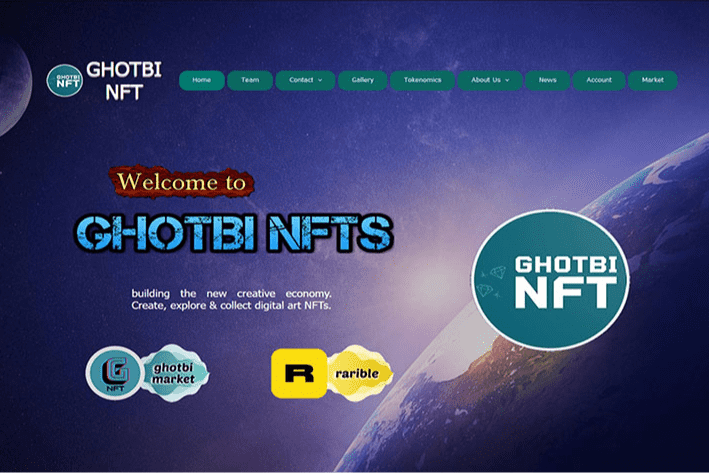 GHOTBI
NFT
GHOTBI
NFT
Home
Team
Contact
Gallery
Tokenomics
About Us
News
Account
Market
Welcome to
GHOTBI NFTS
GHOTBI
NFT
building the new creative economy.
Create, explore & collect digital art NFTs.
G
NFT
ghotbi
market
R
rarible